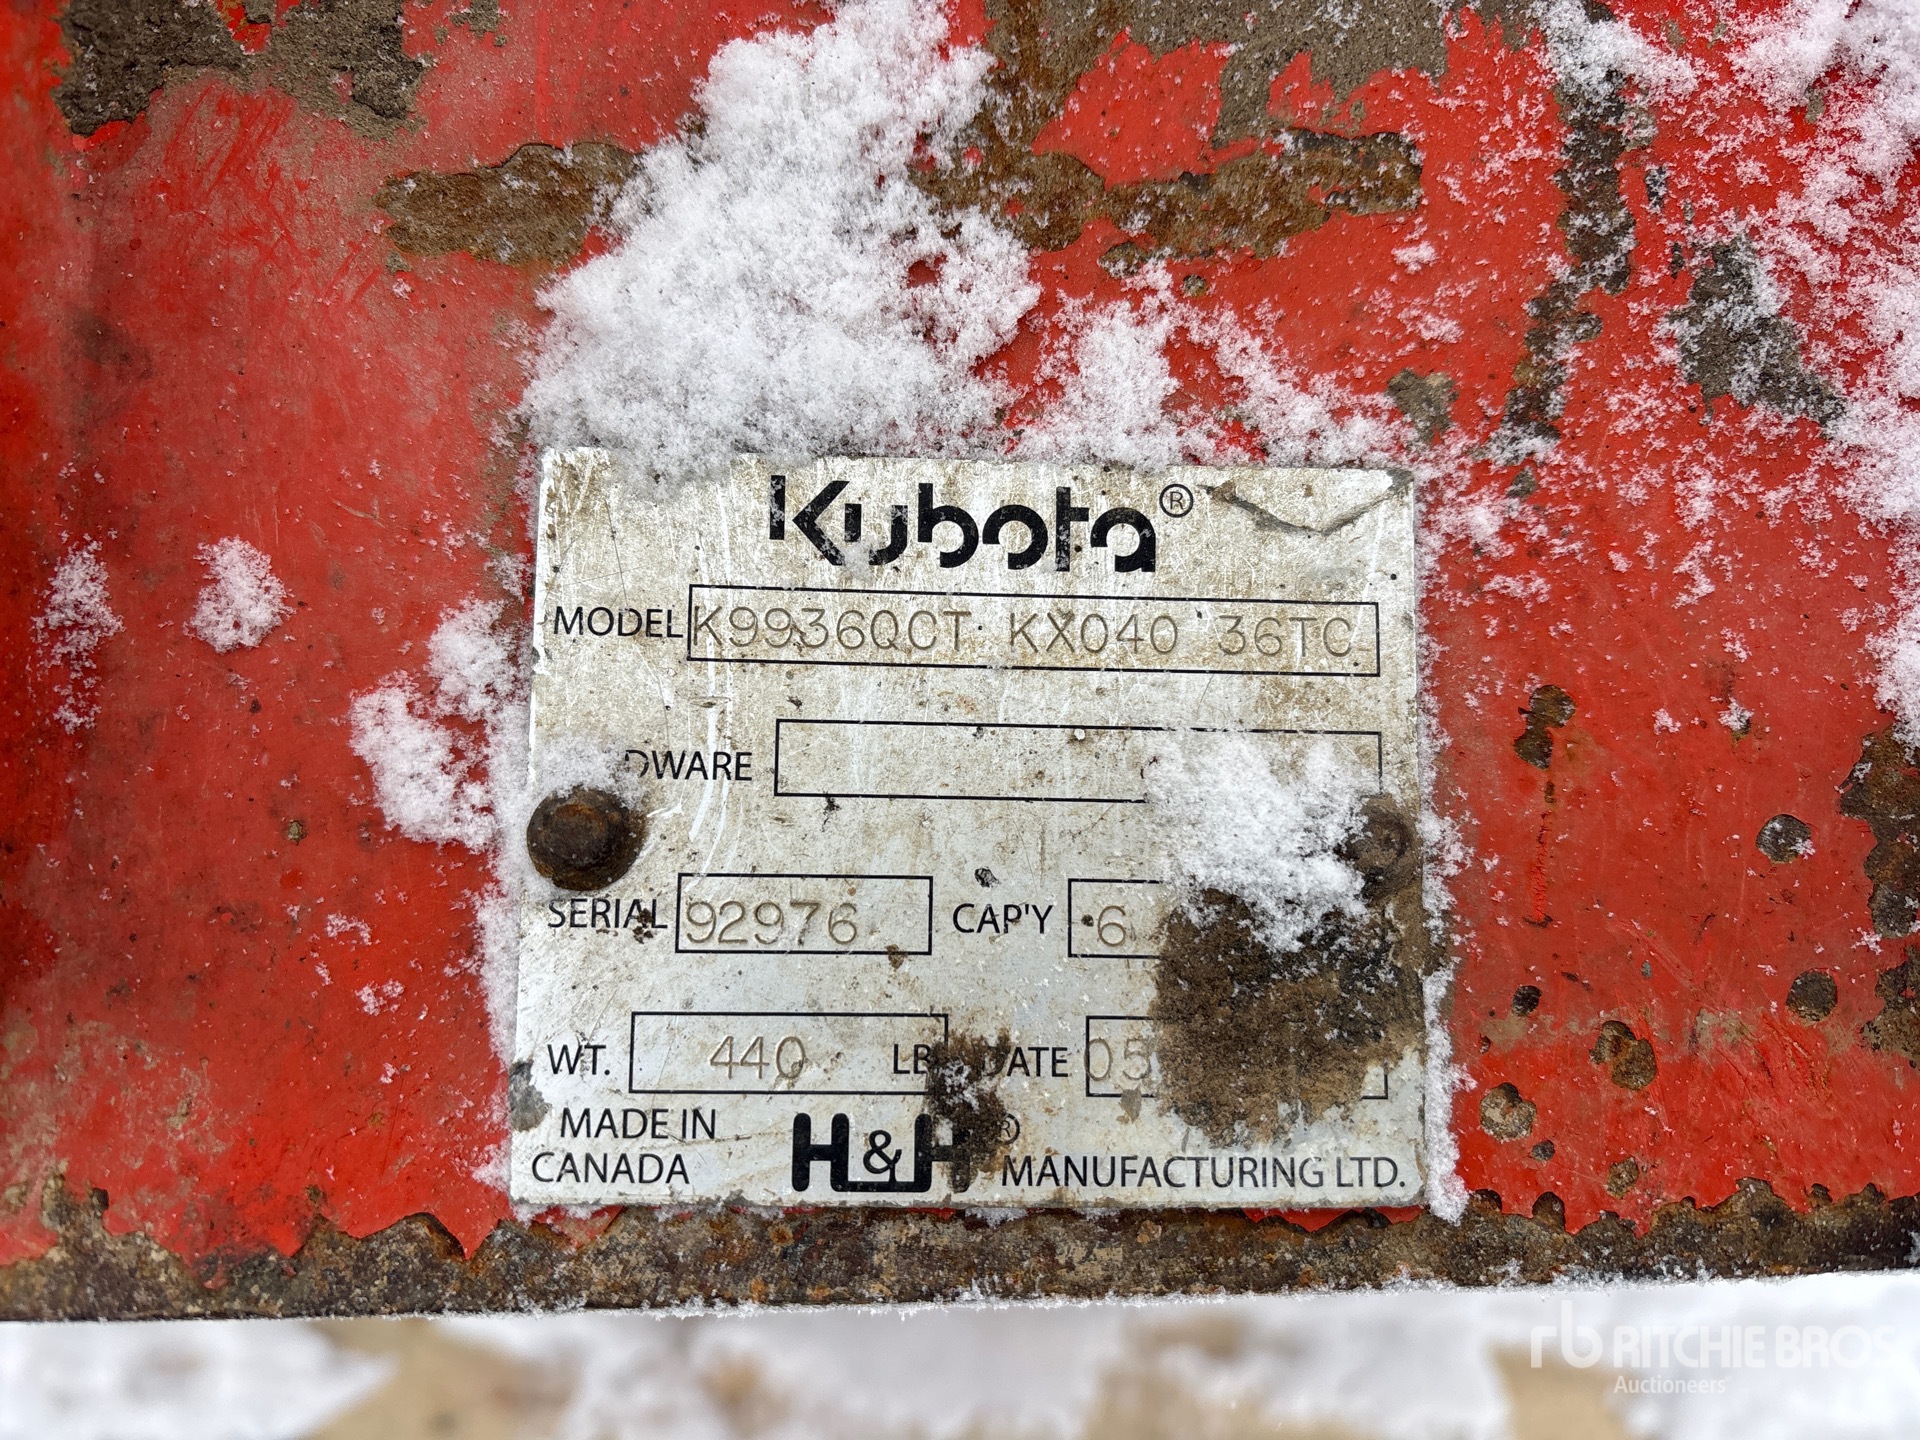 Kubota®
MODEL K9936QCT KX040 36TC
DWARE
SERIAL 92976 CAP'Y .6
WT. 440 LB DATE 05
MADE IN
CANADA H&H® MANUFACTURING LTD.
rb RITCHIE BROS
Auctioneers